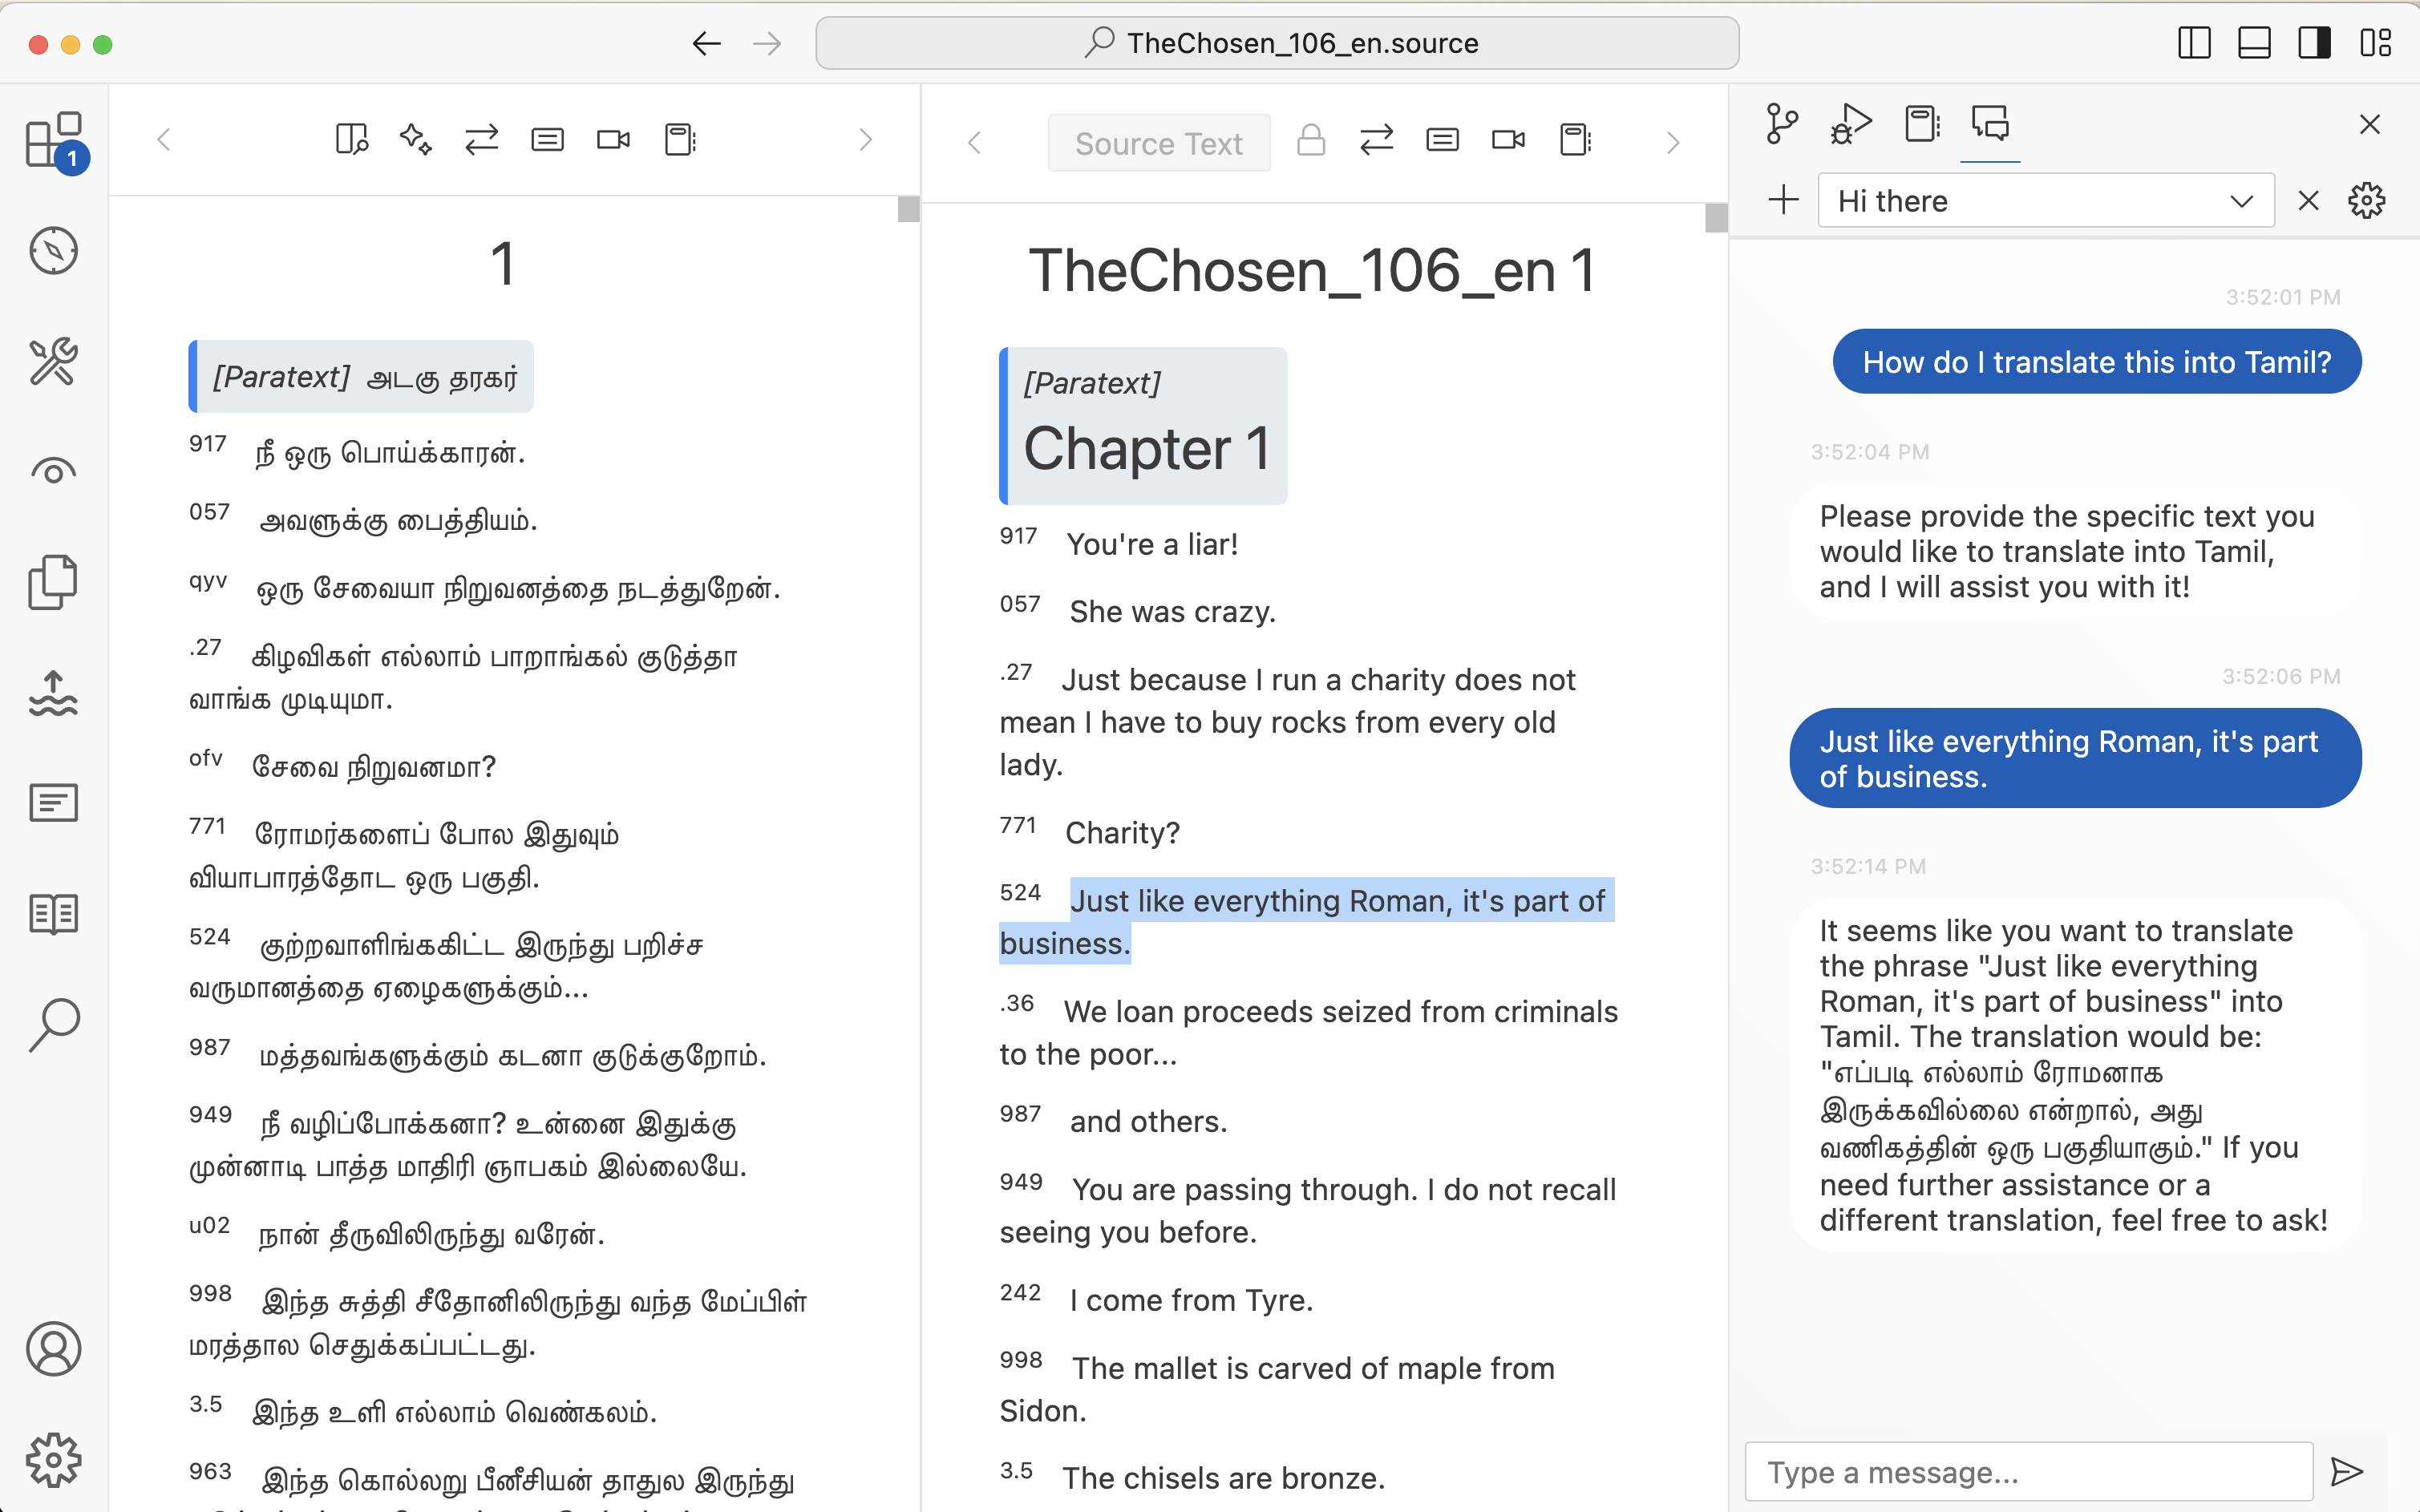 TheChosen_106_en.source
1
1
[Paratext] அடகு தரகர்
917 நீ ஒரு பொய்க்காரன்.
057 அவளுக்கு பைத்தியம்.
qyv ஒரு சேவையா நிறுவனத்தை நடத்துறேன்.
.27 கிழவிகள் எல்லாம் பாறாங்கல் குடுத்தா
வாங்க முடியுமா.
ofv சேவை நிறுவனமா?
771 ரோமர்களைப் போல இதுவும்
வியாபாரத்தோட ஒரு பகுதி.
524 குற்றவாளிங்ககிட்ட இருந்து பறிச்ச
வருமானத்தை ஏழைகளுக்கும்...
987 மத்தவங்களுக்கும் கடனா குடுக்குறோம்.
949 நீ வழிப்போக்கனா? உன்னை இதுக்கு
முன்னாடி பாத்த மாதிரி ஞாபகம் இல்லையே.
u02 நான் தீருவிலிருந்து வரேன்.
998 இந்த சுத்தி சீதோனிலிருந்து வந்த மேப்பிள்
மரத்தால செதுக்கப்பட்டது.
3.5 இந்த உளி எல்லாம் வெண்கலம்.
963 இந்த கொல்லறு பீனீசியன் தாதுல இருந்து
Source Text
TheChosen_106_en 1
[Paratext]
Chapter 1
917 You're a liar!
057 She was crazy.
.27 Just because I run a charity does not
mean I have to buy rocks from every old
lady.
771 Charity?
524 Just like everything Roman, it's part of
business.
.36 We loan proceeds seized from criminals
to the poor...
987 and others.
949 You are passing through. I do not recall
seeing you before.
242 I come from Tyre.
998 The mallet is carved of maple from
Sidon.
3.5 The chisels are bronze.
Hi there
3:52:01 PM
How do I translate this into Tamil?
3:52:04 PM
Please provide the specific text you
would like to translate into Tamil,
and I will assist you with it!
3:52:06 PM
Just like everything Roman, it's part
of business.
3:52:14 PM
It seems like you want to translate
the phrase "Just like everything
Roman, it's part of business" into
Tamil. The translation would be:
"எப்படி எல்லாம் ரோமனாக
இருக்கவில்லை என்றால், அது
வணிகத்தின் ஒரு பகுதியாகும்." If you
need further assistance or a
different translation, feel free to ask!
Type a message...